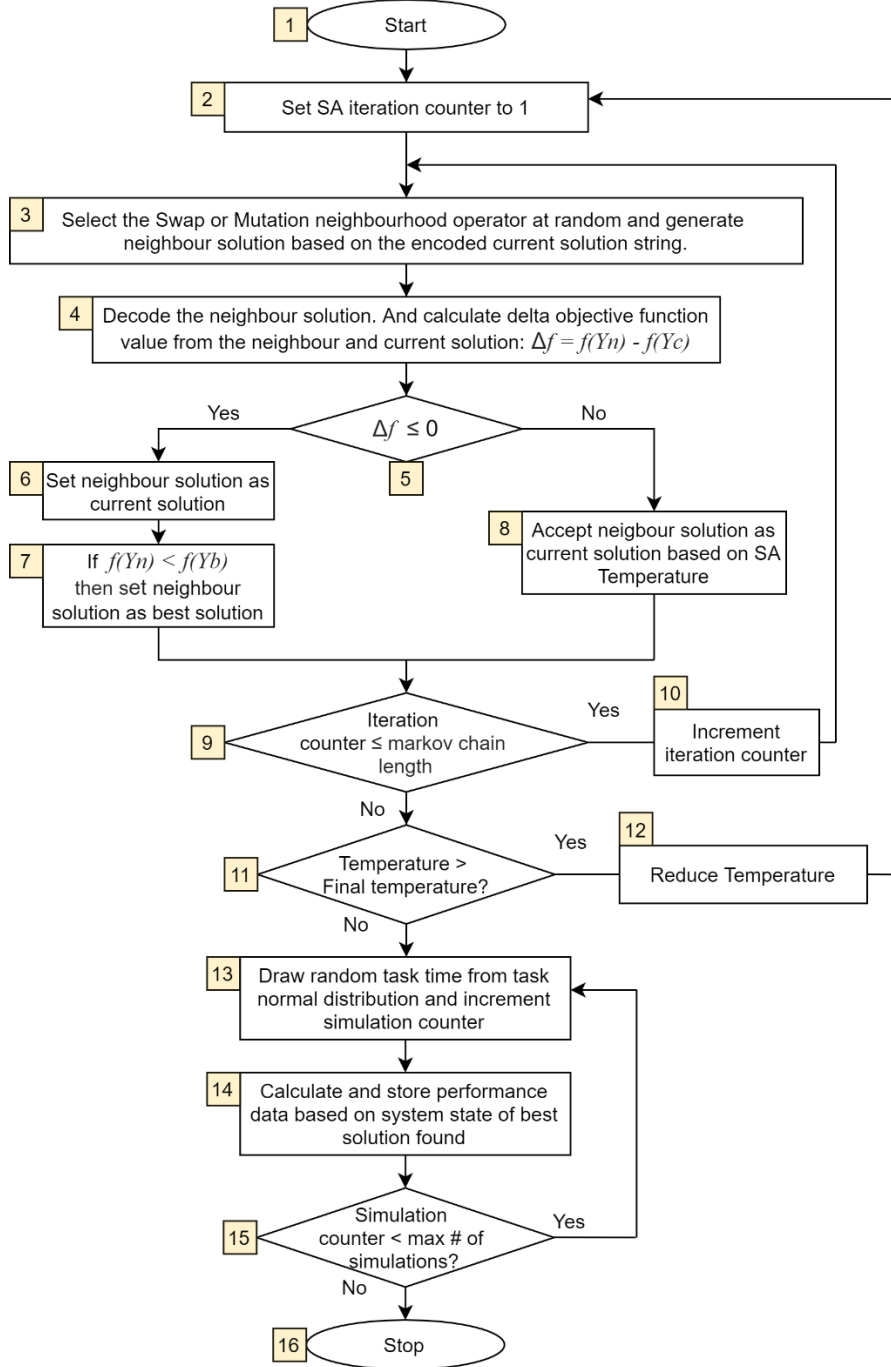 1
Start
2
Set SA iteration counter to 1
3
Select the Swap or Mutation neighbourhood operator at random and generate
neighbour solution based on the encoded current solution string.
4
Decode the neighbour solution. And calculate delta objective function
value from the neighbour and current solution: Δf = f(Yn) - f(Yc)
Yes
Δf ≤ 0
No
5
6
Set neighbour solution as
current solution
7
If f(Yn) < f(Yb)
then set neighbour
solution as best solution
8
Accept neigbour solution as
current solution based on SA
Temperature
9
Iteration
counter ≤ markov chain
length
Yes
10
Increment
iteration counter
No
11
Temperature >
Final temperature?
Yes
12
Reduce Temperature
No
13
Draw random task time from task
normal distribution and increment
simulation counter
14
Calculate and store performance
data based on system state of best
solution found
15
Simulation
counter < max # of
simulations?
Yes
No
16
Stop